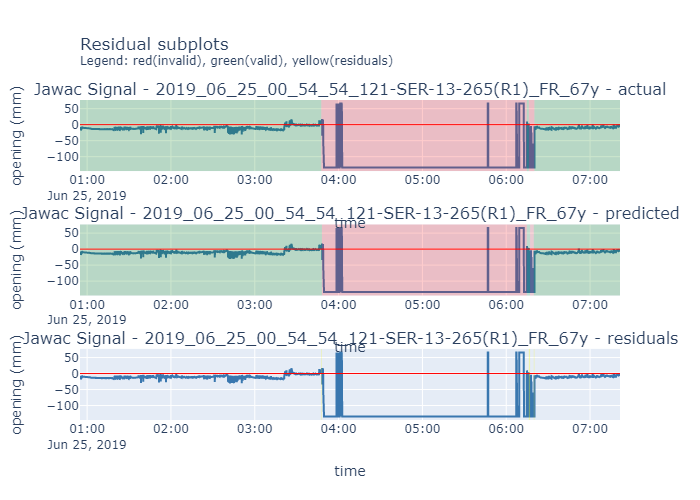 Residual subplots
Legend: red(invalid), green(valid), yellow(residuals)
Jawac Signal - 2019_06_25_00_54_54_121-SER-13-265(R1)_FR_67y - actual
opening (mm)
50
0
−50
−100
01:00 02:00 03:00 04:00 05:00 06:00 07:00
Jun 25, 2019
time
Jawac Signal - 2019_06_25_00_54_54_121-SER-13-265(R1)_FR_67y - predicted
opening (mm)
50
0
−50
−100
01:00 02:00 03:00 04:00 05:00 06:00 07:00
Jun 25, 2019
time
Jawac Signal - 2019_06_25_00_54_54_121-SER-13-265(R1)_FR_67y - residuals
opening (mm)
50
0
−50
−100
01:00 02:00 03:00 04:00 05:00 06:00 07:00
Jun 25, 2019
time